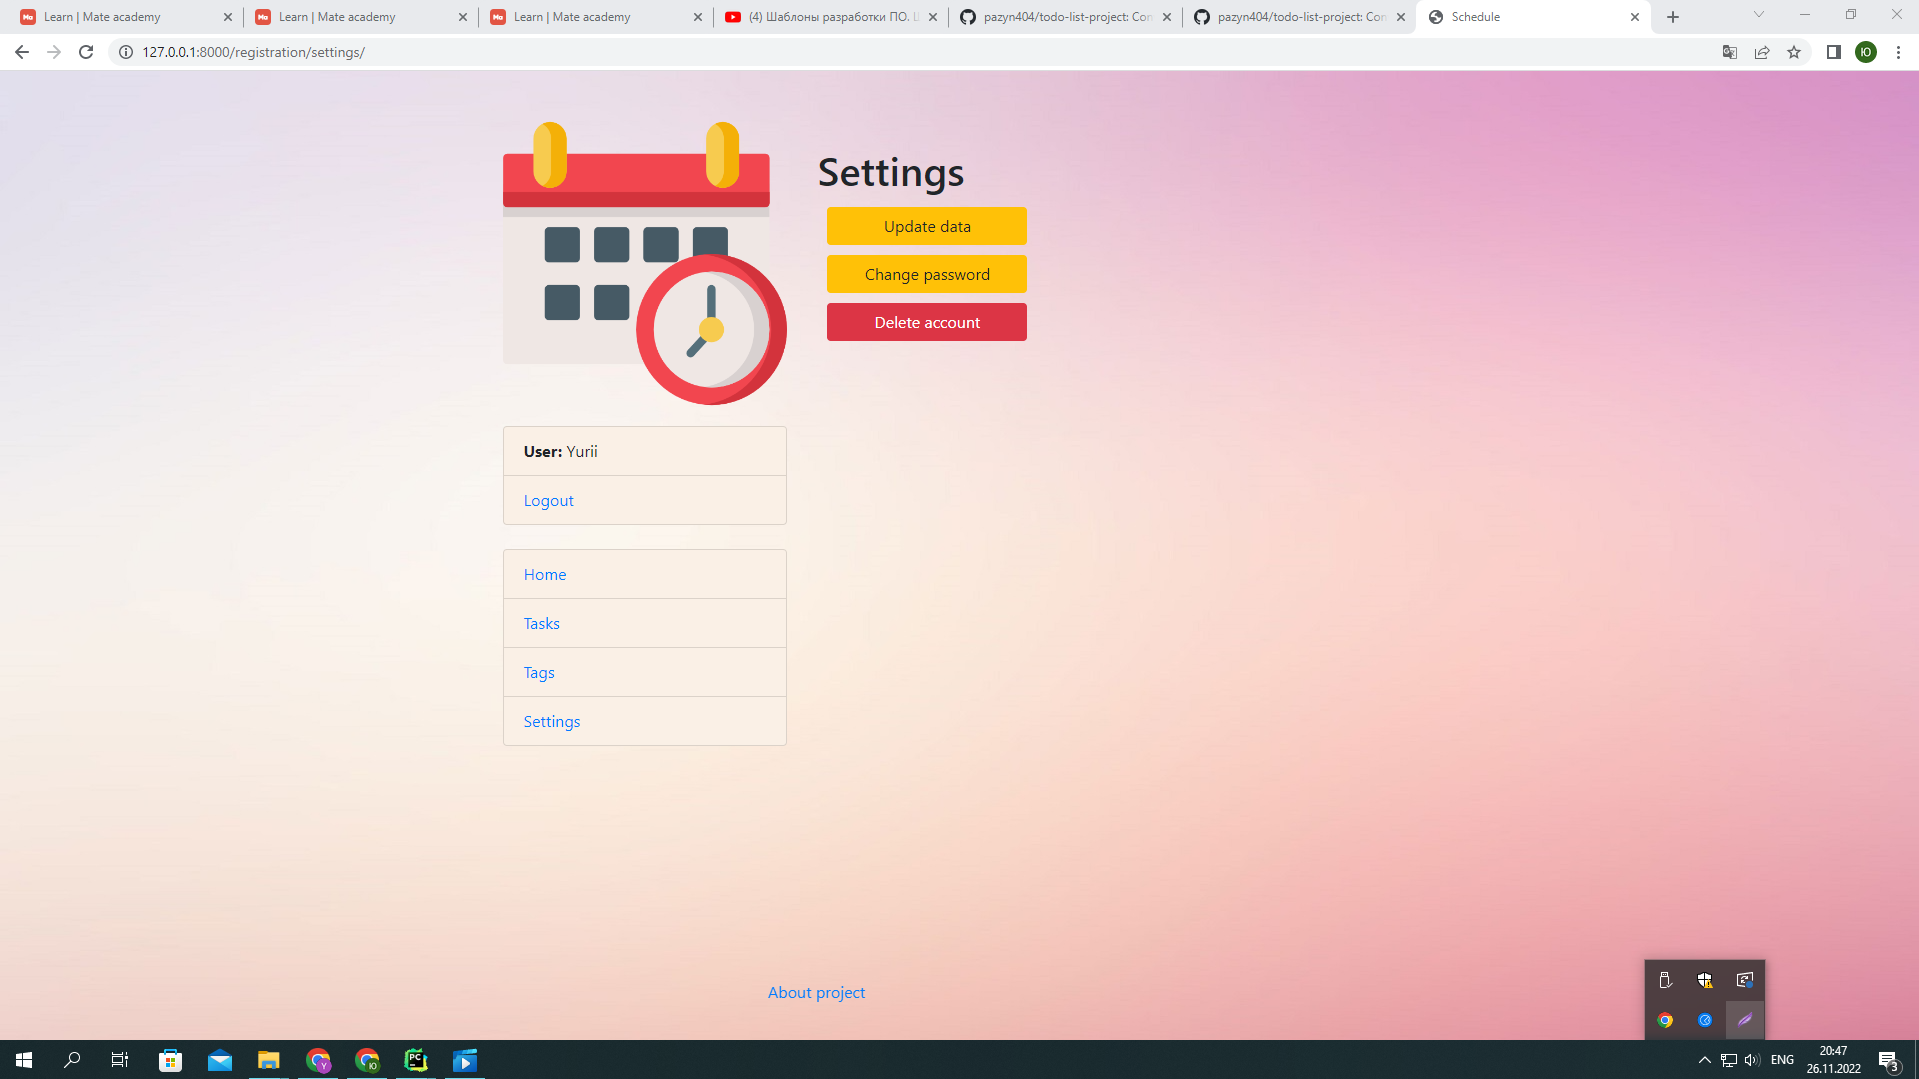 Learn | Mate academy
Learn | Mate academy
Learn | Mate academy
(4) Шаблоны разработки ПО.
pazyn404/todo-list-project: Con
pazyn404/todo-list-project: Con
Schedule
127.0.0.1:8000/registration/settings/
Ю
Settings
Update data
Change password
Delete account
User: Yurii
Logout
Home
Tasks
Tags
Settings
About project
Y
Ю
PC
ENG
20:47
26.11.2022
3